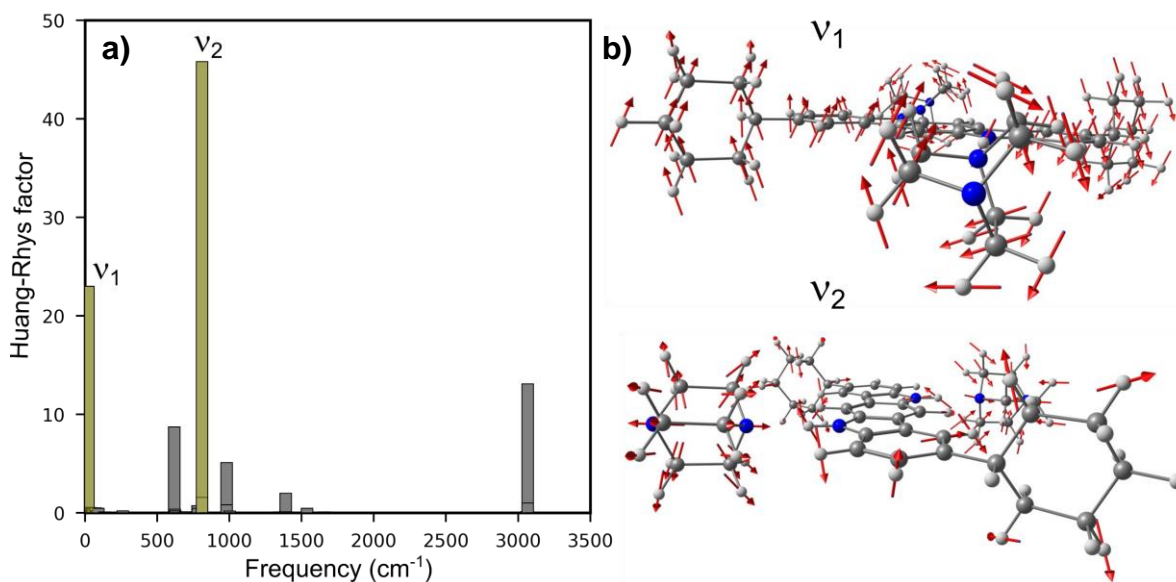 a)
ν₁
ν₂
50
40
30
20
10
0
Huang-Rhys factor
0 500 1000 1500 2000 2500 3000 3500
Frequency (cm⁻¹)
b)
ν₁
ν₂